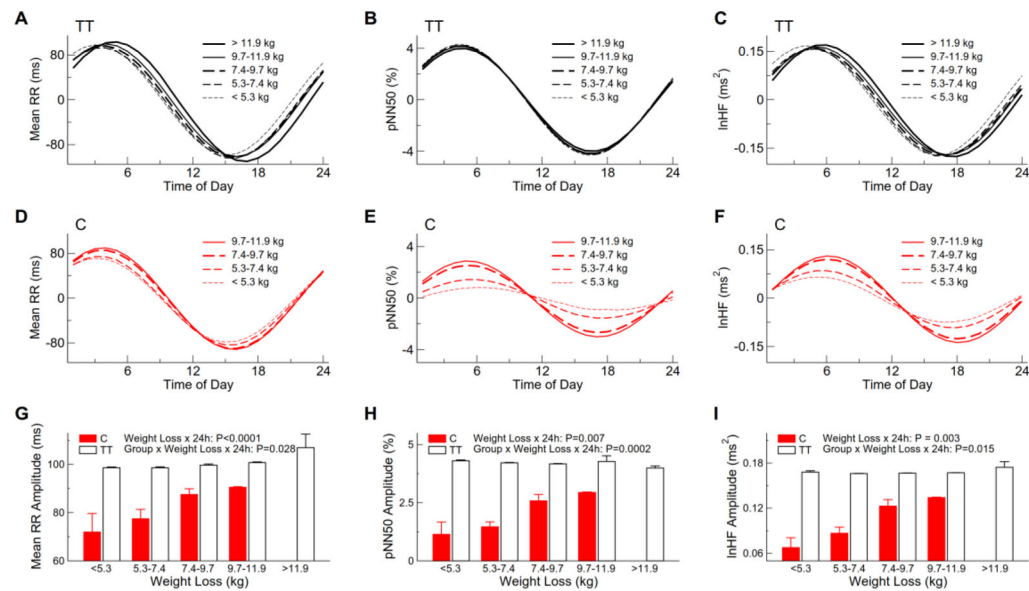 A
TT
Mean RR (ms)
80
0
-80
> 11.9 kg
9.7-11.9 kg
7.4-9.7 kg
5.3-7.4 kg
< 5.3 kg
6
12
18
24
Time of Day
B
TT
pNN50 (%)
4
0
-4
> 11.9 kg
9.7-11.9 kg
7.4-9.7 kg
5.3-7.4 kg
< 5.3 kg
6
12
18
24
Time of Day
C
TT
lnHF (ms2)
0.15
0
-0.15
> 11.9 kg
9.7-11.9 kg
7.4-9.7 kg
5.3-7.4 kg
< 5.3 kg
6
12
18
24
Time of Day
D
C
Mean RR (ms)
80
0
-80
9.7-11.9 kg
7.4-9.7 kg
5.3-7.4 kg
< 5.3 kg
6
12
18
24
Time of Day
E
C
pNN50 (%)
4
0
-4
9.7-11.9 kg
7.4-9.7 kg
5.3-7.4 kg
< 5.3 kg
6
12
18
24
Time of Day
F
C
lnHF (ms2)
0.15
0
-0.15
9.7-11.9 kg
7.4-9.7 kg
5.3-7.4 kg
< 5.3 kg
6
12
18
24
Time of Day
G
Mean RR Amplitude (ms)
C Weight Loss x 24h: P<0.0001
TT Group x Weight Loss x 24h: P=0.028
100
80
60
<5.3 5.3-7.4 7.4-9.7 9.7-11.9 >11.9
Weight Loss (kg)
H
pNN50 Amplitude (%)
C Weight Loss x 24h: P=0.007
TT Group x Weight Loss x 24h: P=0.0002
5
2.5
0
<5.3 5.3-7.4 7.4-9.7 9.7-11.9 >11.9
Weight Loss (kg)
I
lnHF Amplitude (ms2)
C Weight Loss x 24h: P = 0.003
TT Group x Weight Loss x 24h: P=0.015
0.18
0.12
0.06
<5.3 5.3-7.4 7.4-9.7 9.7-11.9 >11.9
Weight Loss (kg)